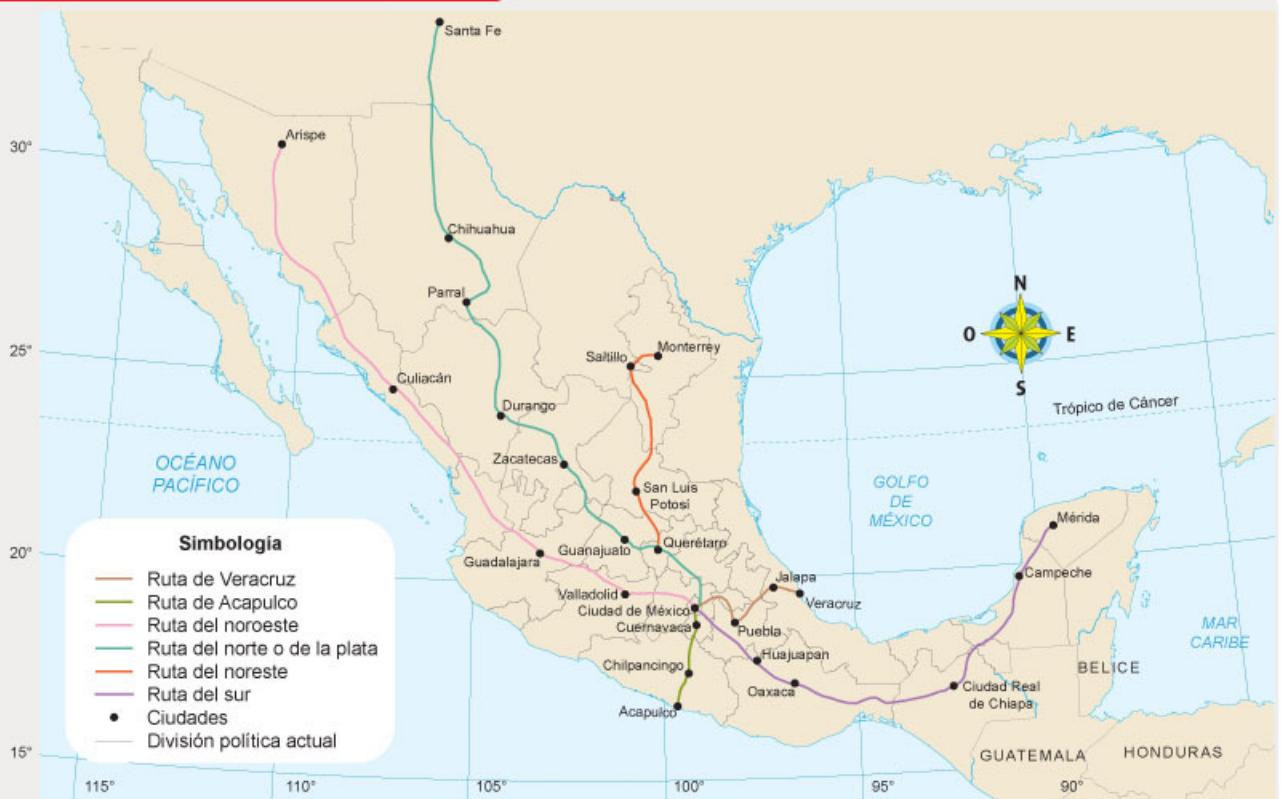 Santa Fe
30°
Arispe
Chihuahua
Parral
N
O
E
S
25°
Saltillo
Monterrey
Culiacán
Durango
Trópico de Cáncer
OCÉANO
PACÍFICO
Zacatecas
San Luis
Potosí
GOLFO
DE
MÉXICO
Mérida
20°
Guanajuato
Querétaro
Guadalajara
Campeche
Jalapa
Valladolid
Veracruz
Ciudad de México
Cuernavaca
Puebla
MAR
CARIBE
Huajuapan
Chilpancingo
BELICE
Oaxaca
Ciudad Real
de Chiapa
Acapulco
GUATEMALA
HONDURAS
15°
115°
110°
105°
100°
95°
90°
Simbología
Ruta de Veracruz
Ruta de Acapulco
Ruta del noroeste
Ruta del norte o de la plata
Ruta del noreste
Ruta del sur
Ciudades
División política actual